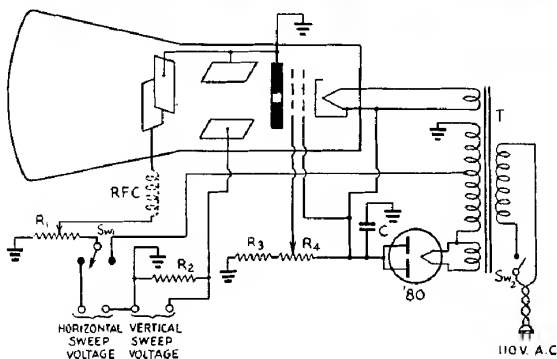 T
RFC
R1
Sw1
R2
R3
R4
C
'80
Sw2
HORIZONTAL
SWEEP
VOLTAGE
VERTICAL
SWEEP
VOLTAGE
110 V. A.C.